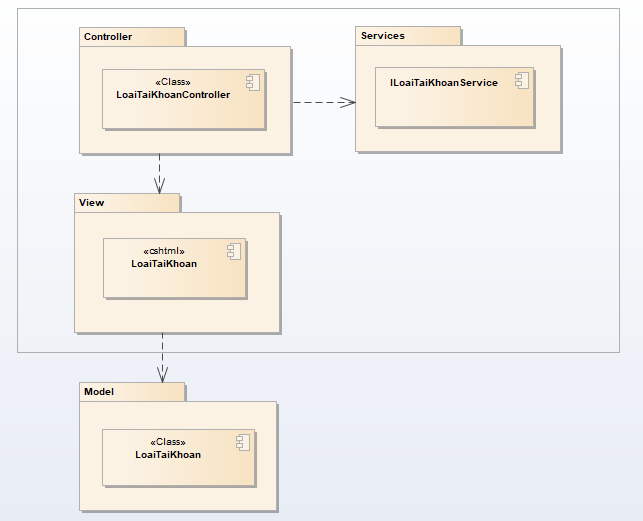 Controller
«Class»
LoaiTaiKhoanController
Services
ILoaiTaiKhoanService
View
«cshtml»
LoaiTaiKhoan
Model
«Class»
LoaiTaiKhoan